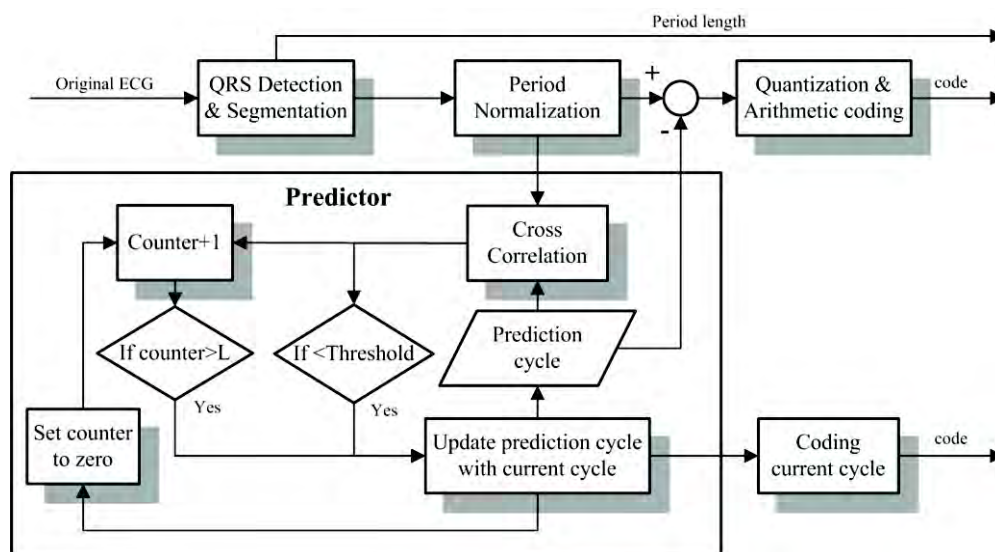 Period length
Original ECG
QRS Detection
& Segmentation
Period
Normalization
+
-
Quantization &
Arithmetic coding
code
Predictor
Counter+1
Cross
Correlation
If counter>L
If <Threshold
Prediction
cycle
Yes
Yes
Set counter
to zero
Update prediction cycle
with current cycle
Coding
current cycle
code